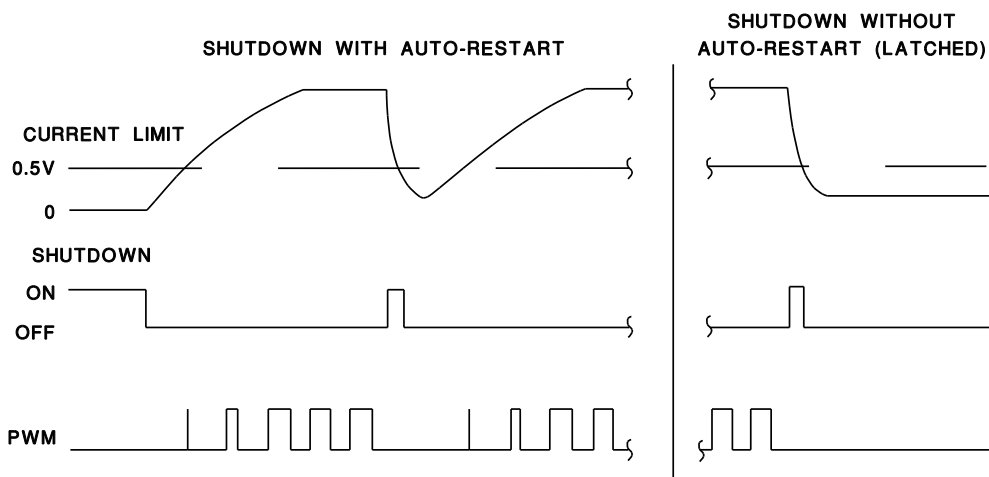 SHUTDOWN WITH AUTO-RESTART
SHUTDOWN WITHOUT
AUTO-RESTART (LATCHED)
CURRENT LIMIT
0.5V
0
SHUTDOWN
ON
OFF
PWM